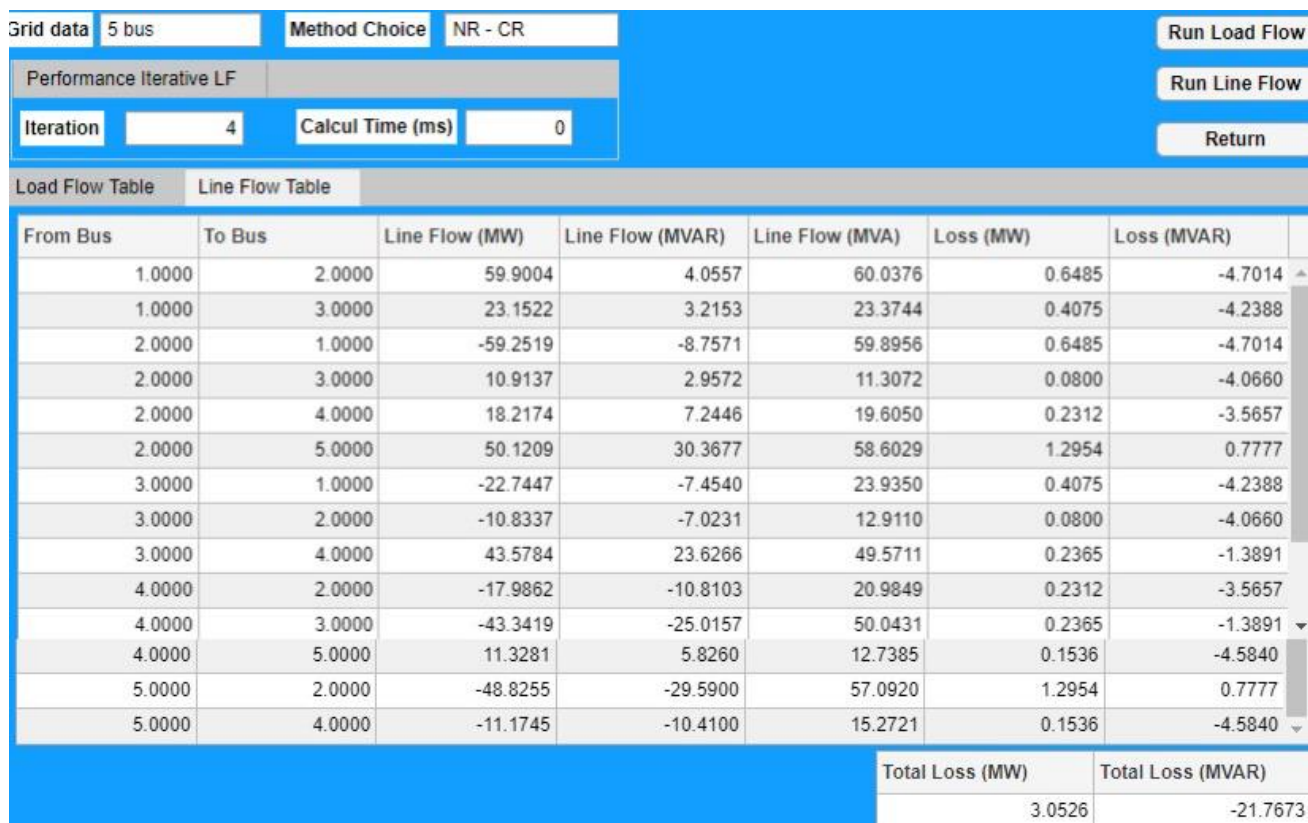 Grid data 5 bus Method Choice NR - CR Run Load Flow
Performance Iterative LF Run Line Flow
Iteration 4 Calcul Time (ms) 0 Return
Load Flow Table Line Flow Table
From Bus To Bus Line Flow (MW) Line Flow (MVAR) Line Flow (MVA) Loss (MW) Loss (MVAR)
1.0000 2.0000 59.9004 4.0557 60.0376 0.6485 -4.7014
1.0000 3.0000 23.1522 3.2153 23.3744 0.4075 -4.2388
2.0000 1.0000 -59.2519 -8.7571 59.8956 0.6485 -4.7014
2.0000 3.0000 10.9137 2.9572 11.3072 0.0800 -4.0660
2.0000 4.0000 18.2174 7.2446 19.6050 0.2312 -3.5657
2.0000 5.0000 50.1209 30.3677 58.6029 1.2954 0.7777
3.0000 1.0000 -22.7447 -7.4540 23.9350 0.4075 -4.2388
3.0000 2.0000 -10.8337 -7.0231 12.9110 0.0800 -4.0660
3.0000 4.0000 43.5784 23.6266 49.5711 0.2365 -1.3891
4.0000 2.0000 -17.9862 -10.8103 20.9849 0.2312 -3.5657
4.0000 3.0000 -43.3419 -25.0157 50.0431 0.2365 -1.3891
4.0000 5.0000 11.3281 5.8260 12.7385 0.1536 -4.5840
5.0000 2.0000 -48.8255 -29.5900 57.0920 1.2954 0.7777
5.0000 4.0000 -11.1745 -10.4100 15.2721 0.1536 -4.5840
Total Loss (MW) Total Loss (MVAR)
3.0526 -21.7673